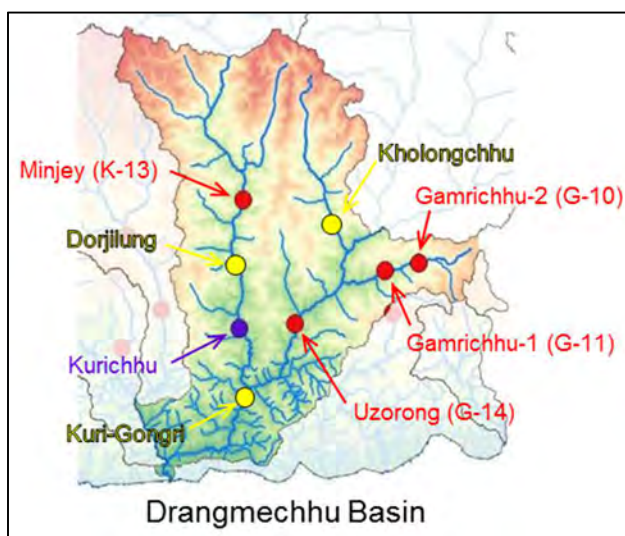 Kholongchhu
Minjey (K-13)
Gamrichhu-2 (G-10)
Dorjilung
Gamrichhu-1 (G-11)
Kurichhu
Uzorong (G-14)
Kuri-Gongri
Drangmechhu Basin